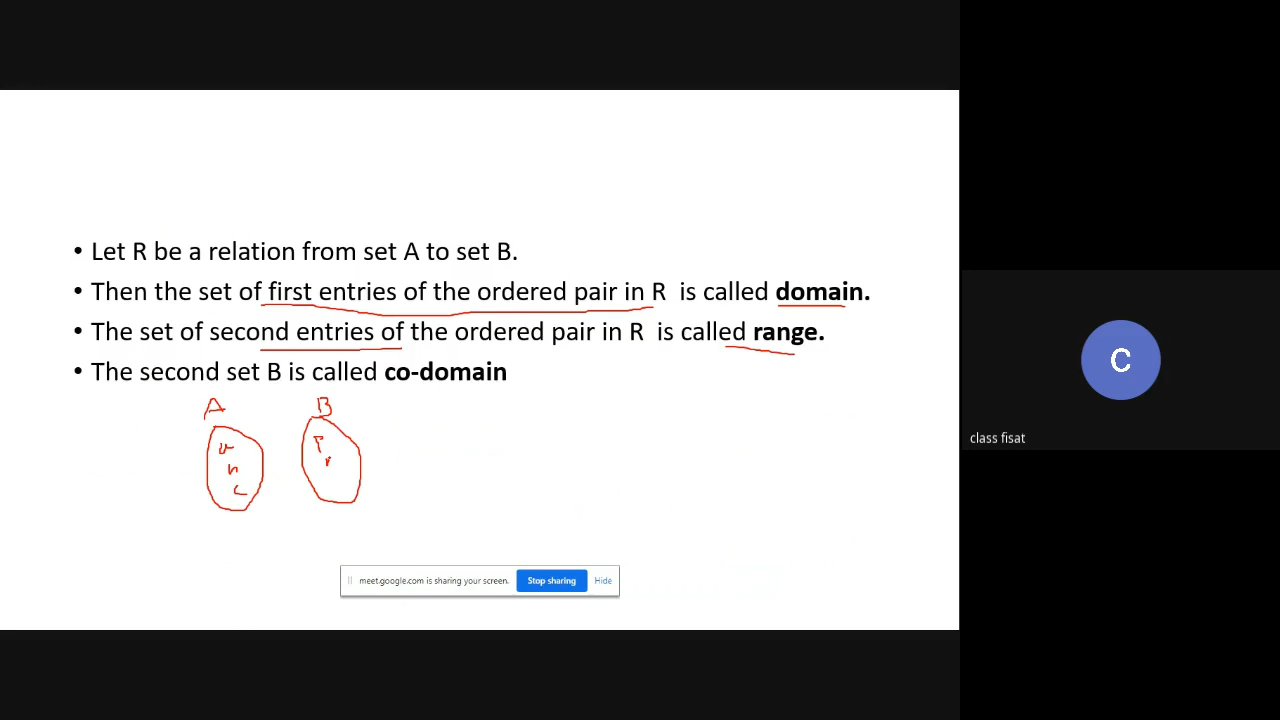 • Let R be a relation from set A to set B.
• Then the set of first entries of the ordered pair in R is called domain.
• The set of second entries of the ordered pair in R is called range.
• The second set B is called co-domain
A B
c
meet.google.com is sharing your screen. Stop sharing Hide
C
class fisat